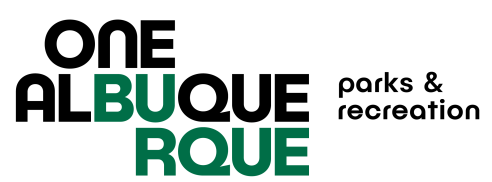 ONE
ALBUQUE
RQUE
parks &
recreation